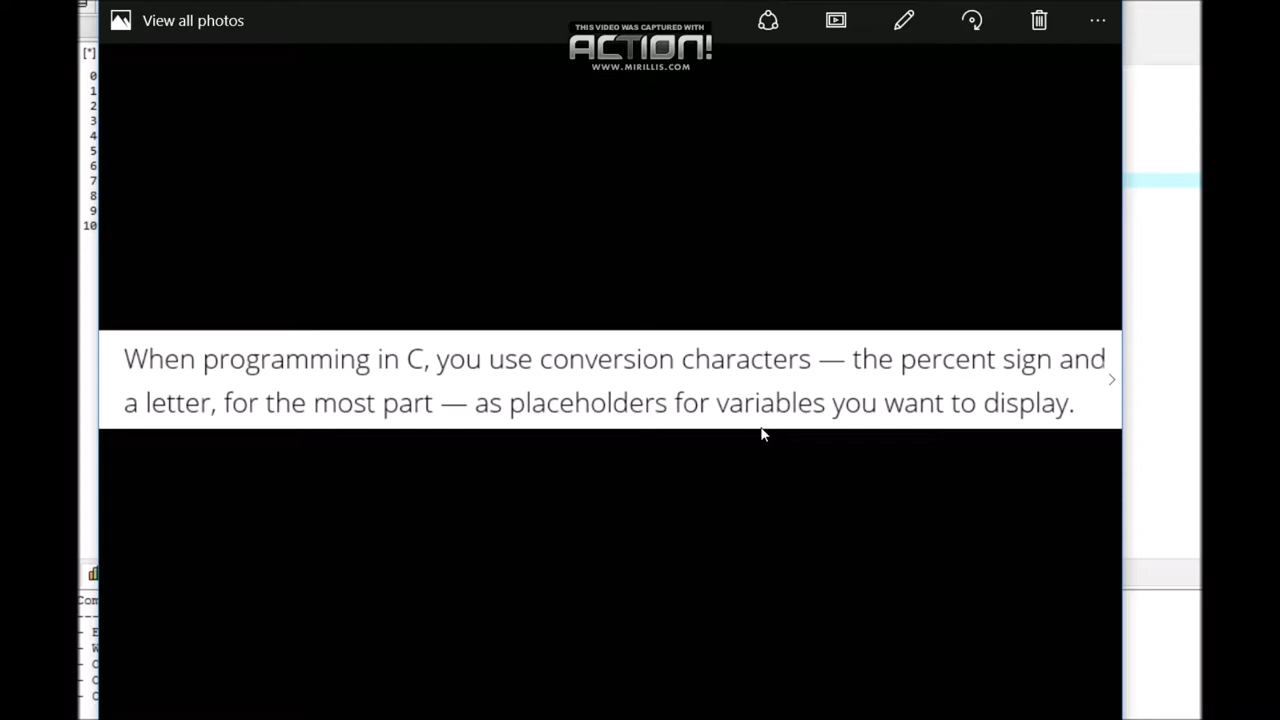 View all photos
THIS VIDEO WAS CAPTURED WITH
ACTION!
WWW.MIRILLIS.COM
[*]
0
1
2
3
4
5
6
7
8
9
10
When programming in C, you use conversion characters — the percent sign and
a letter, for the most part — as placeholders for variables you want to display.
Com
- E
- W
- C
- C
- C